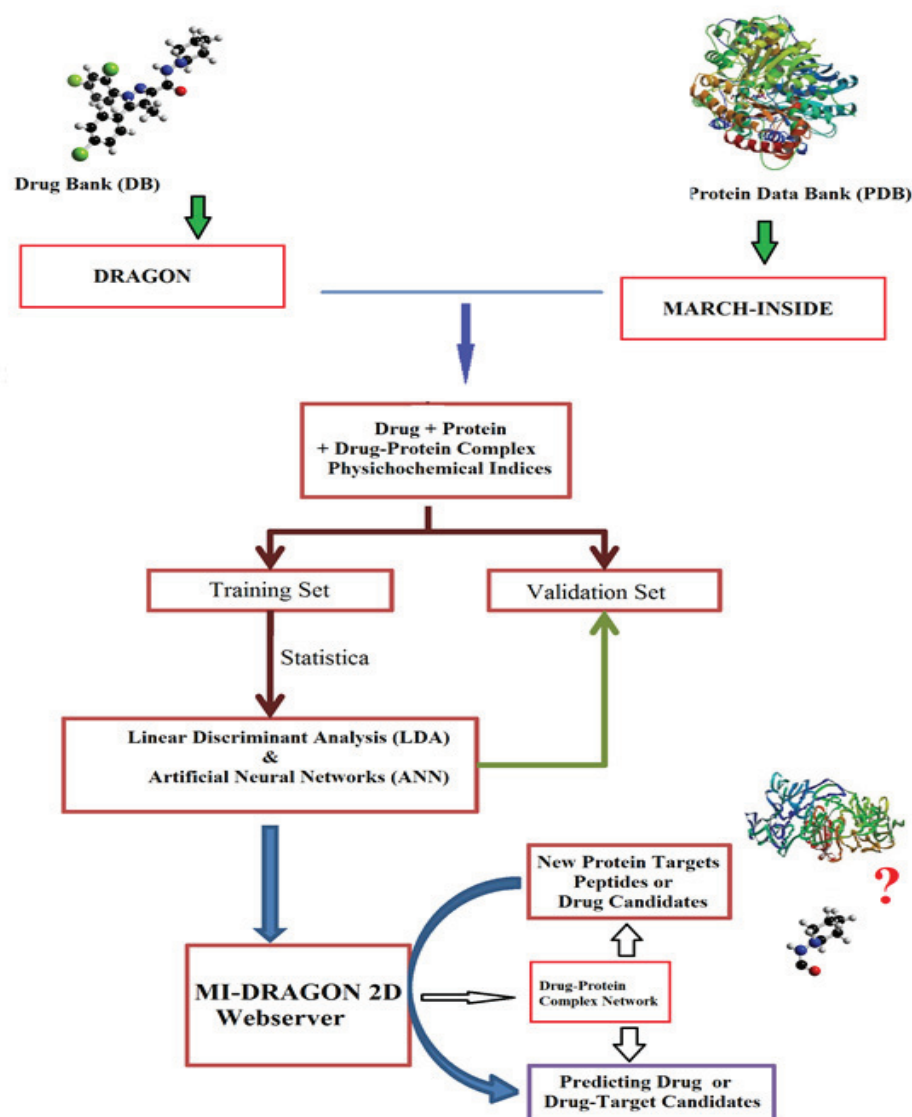 Drug Bank (DB)
Protein Data Bank (PDB)
DRAGON
MARCH-INSIDE
Drug + Protein
+ Drug-Protein Complex
Physichochemical Indices
Training Set
Validation Set
Statistica
Linear Discriminant Analysis (LDA)
&
Artificial Neural Networks (ANN)
New Protein Targets
Peptides or
Drug Candidates
?
MI-DRAGON 2D
Webserver
Drug-Protein
Complex Network
Predicting Drug or
Drug-Target Candidates